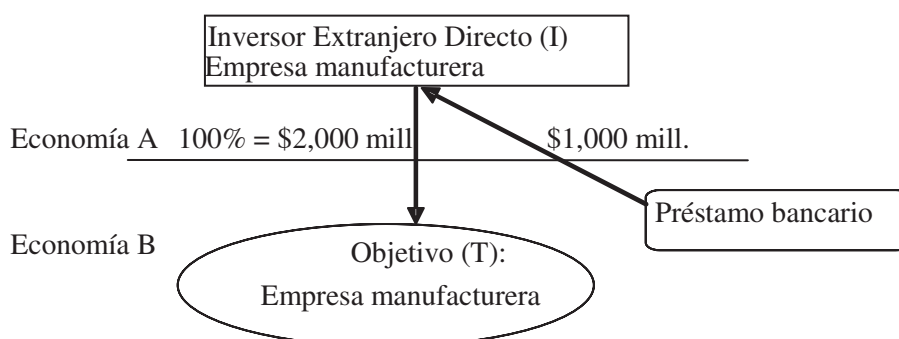 Inversor Extranjero Directo (I)
Empresa manufacturera
Economía A 100% = $2,000 mill $1,000 mill.
Préstamo bancario
Economía B
Objetivo (T):
Empresa manufacturera